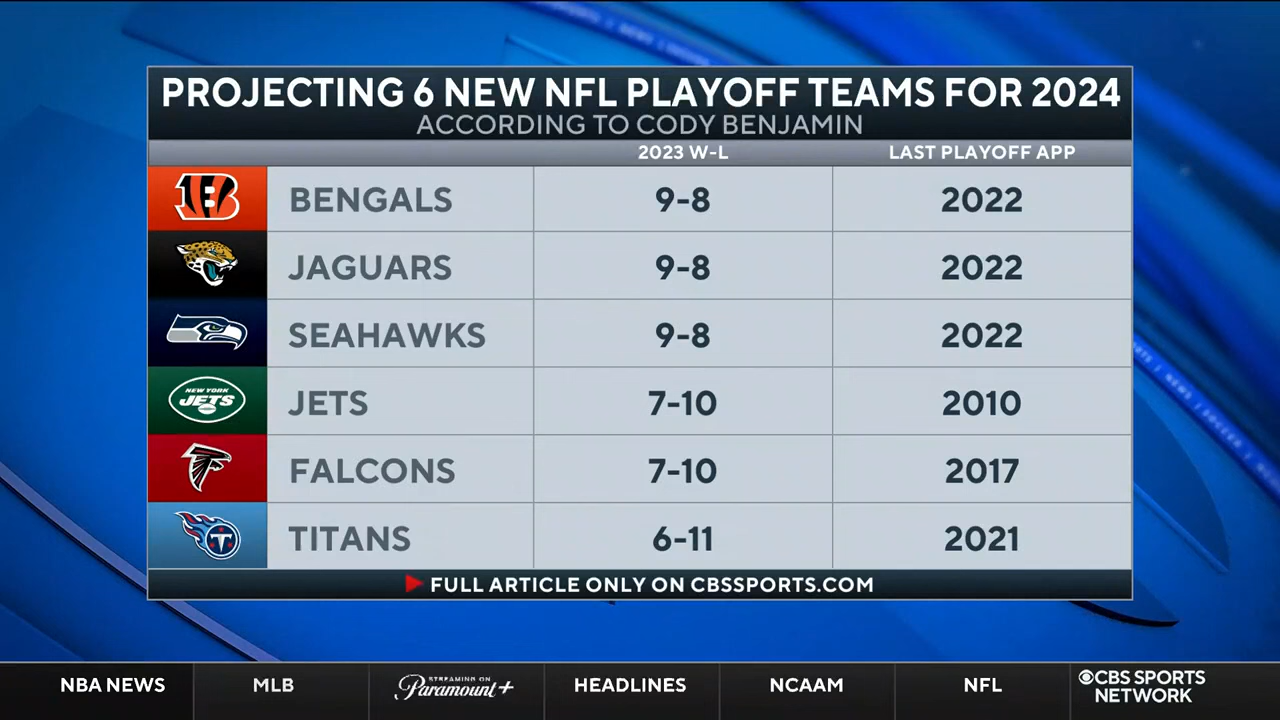 PROJECTING 6 NEW NFL PLAYOFF TEAMS FOR 2024
ACCORDING TO CODY BENJAMIN
2023 W-L LAST PLAYOFF APP
BENGALS 9-8 2022
JAGUARS 9-8 2022
SEAHAWKS 9-8 2022
NEW YORK
JETS
JETS 7-10 2010
FALCONS 7-10 2017
TITANS 6-11 2021
FULL ARTICLE ONLY ON CBSSPORTS.COM
NBA NEWS MLB STREAMING ON Paramount+ HEADLINES NCAAM NFL CBS SPORTS NETWORK